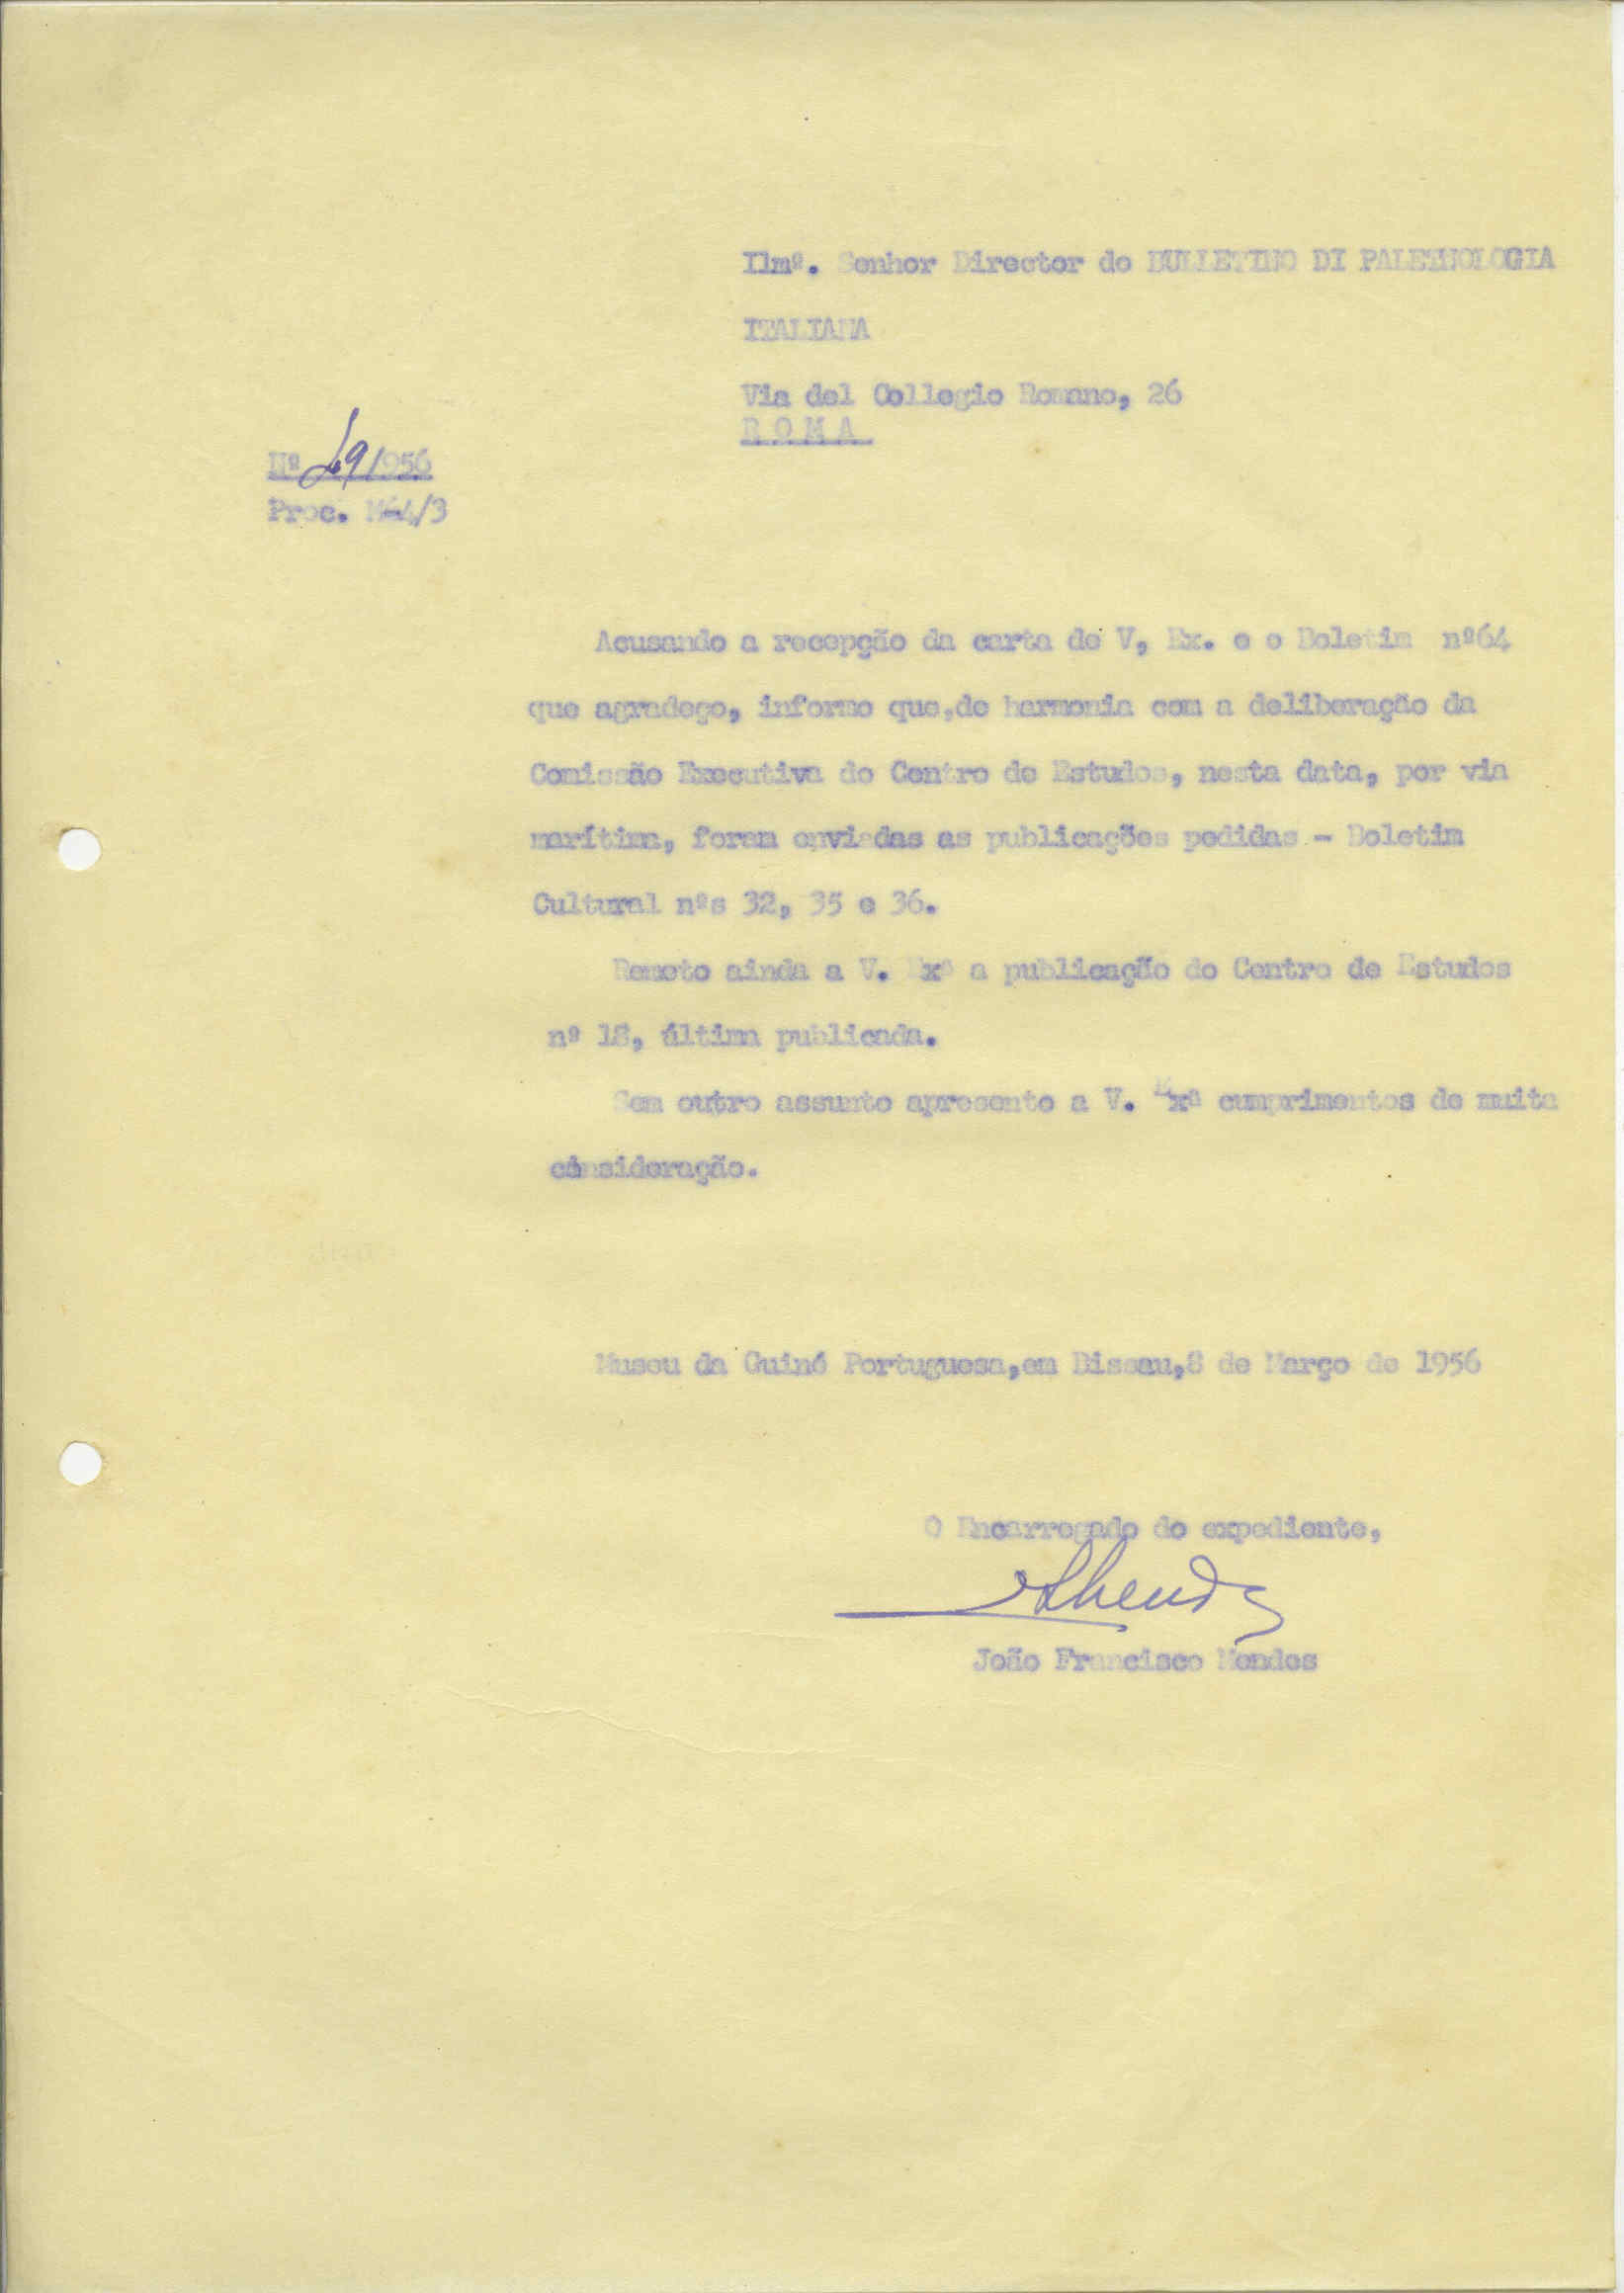 Ilmº. Senhor Director do BULLETINO DI PALETNOLOGIA
ITALIANA
Via del Collegio Romano, 26
R O M A
Nº 69/956
Proc. M-4/3
Acusando a recepção da carta de V, Ex. e o Boletim nº64
que agradeço, informo que,de harmonia com a deliberação da
Comissão Executiva do Centro de Estudos, nesta data, por via
marítima, foram enviadas as publicações pedidas - Boletim
Cultural nºs 32, 35 e 36.
Remeto ainda a V. Exª a publicação do Centro de Estudos
nº 18, última publicada.
Sem outro assunto apresento a V. Exª cumprimentos de muita
consideração.
Museu da Guiné Portuguesa,em Bissau,8 de Março de 1956
O Encarregado do expediente,
João Francisco Mendes